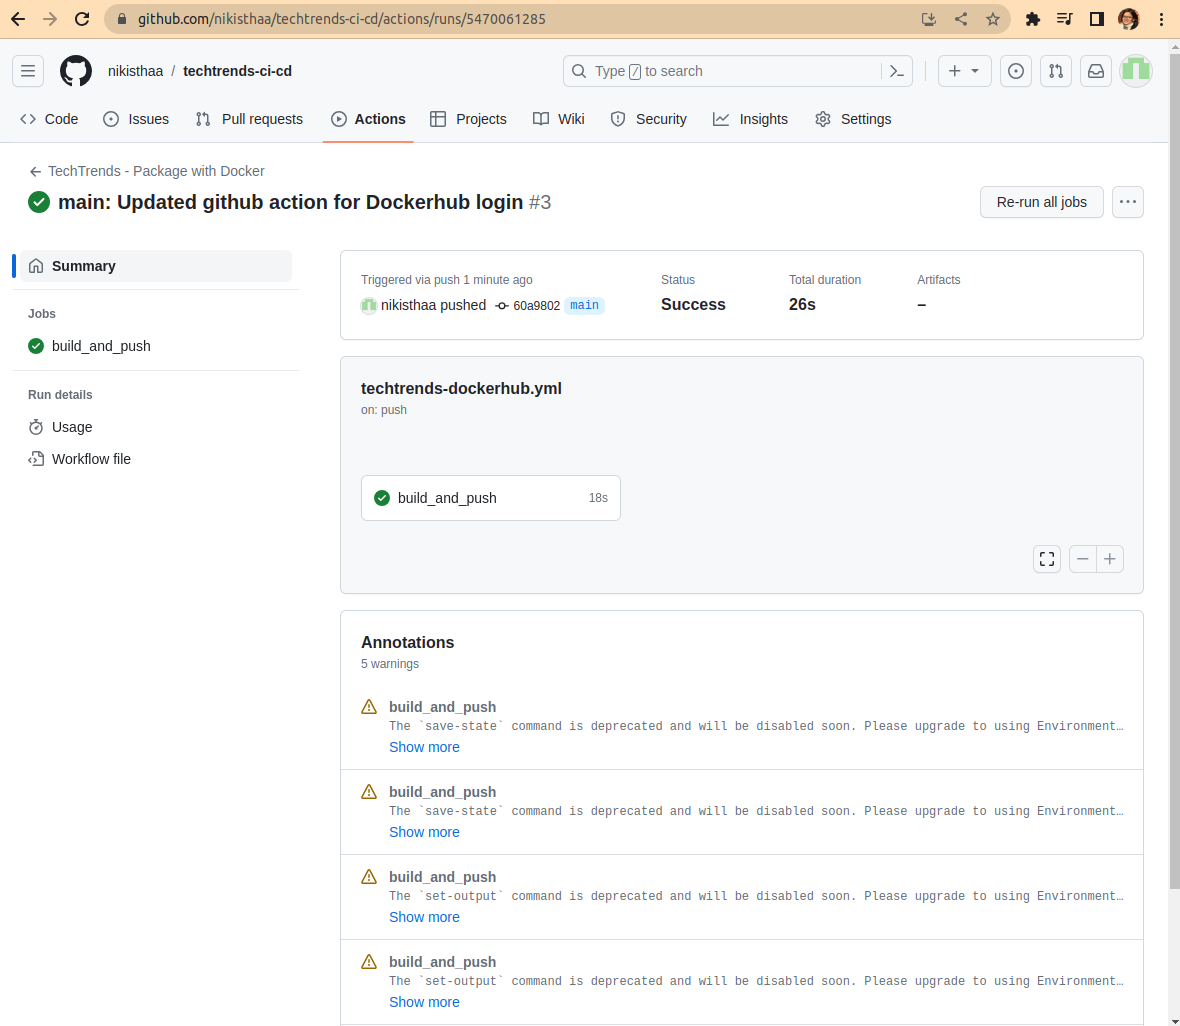 github.com/nikisthaa/techtrends-ci-cd/actions/runs/5470061285
nikisthaa / techtrends-ci-cd
Type / to search
Code Issues Pull requests Actions Projects Wiki Security Insights Settings
TechTrends - Package with Docker
main: Updated github action for Dockerhub login #3
Re-run all jobs
Summary
Jobs
build_and_push
Run details
Usage
Workflow file
Triggered via push 1 minute ago
nikisthaa pushed 60a9802 main
Status
Success
Total duration
26s
Artifacts
–
techtrends-dockerhub.yml
on: push
build_and_push 18s
Annotations
5 warnings
build_and_push
The `save-state` command is deprecated and will be disabled soon. Please upgrade to using Environment…
Show more
build_and_push
The `save-state` command is deprecated and will be disabled soon. Please upgrade to using Environment…
Show more
build_and_push
The `set-output` command is deprecated and will be disabled soon. Please upgrade to using Environment…
Show more
build_and_push
The `set-output` command is deprecated and will be disabled soon. Please upgrade to using Environment…
Show more